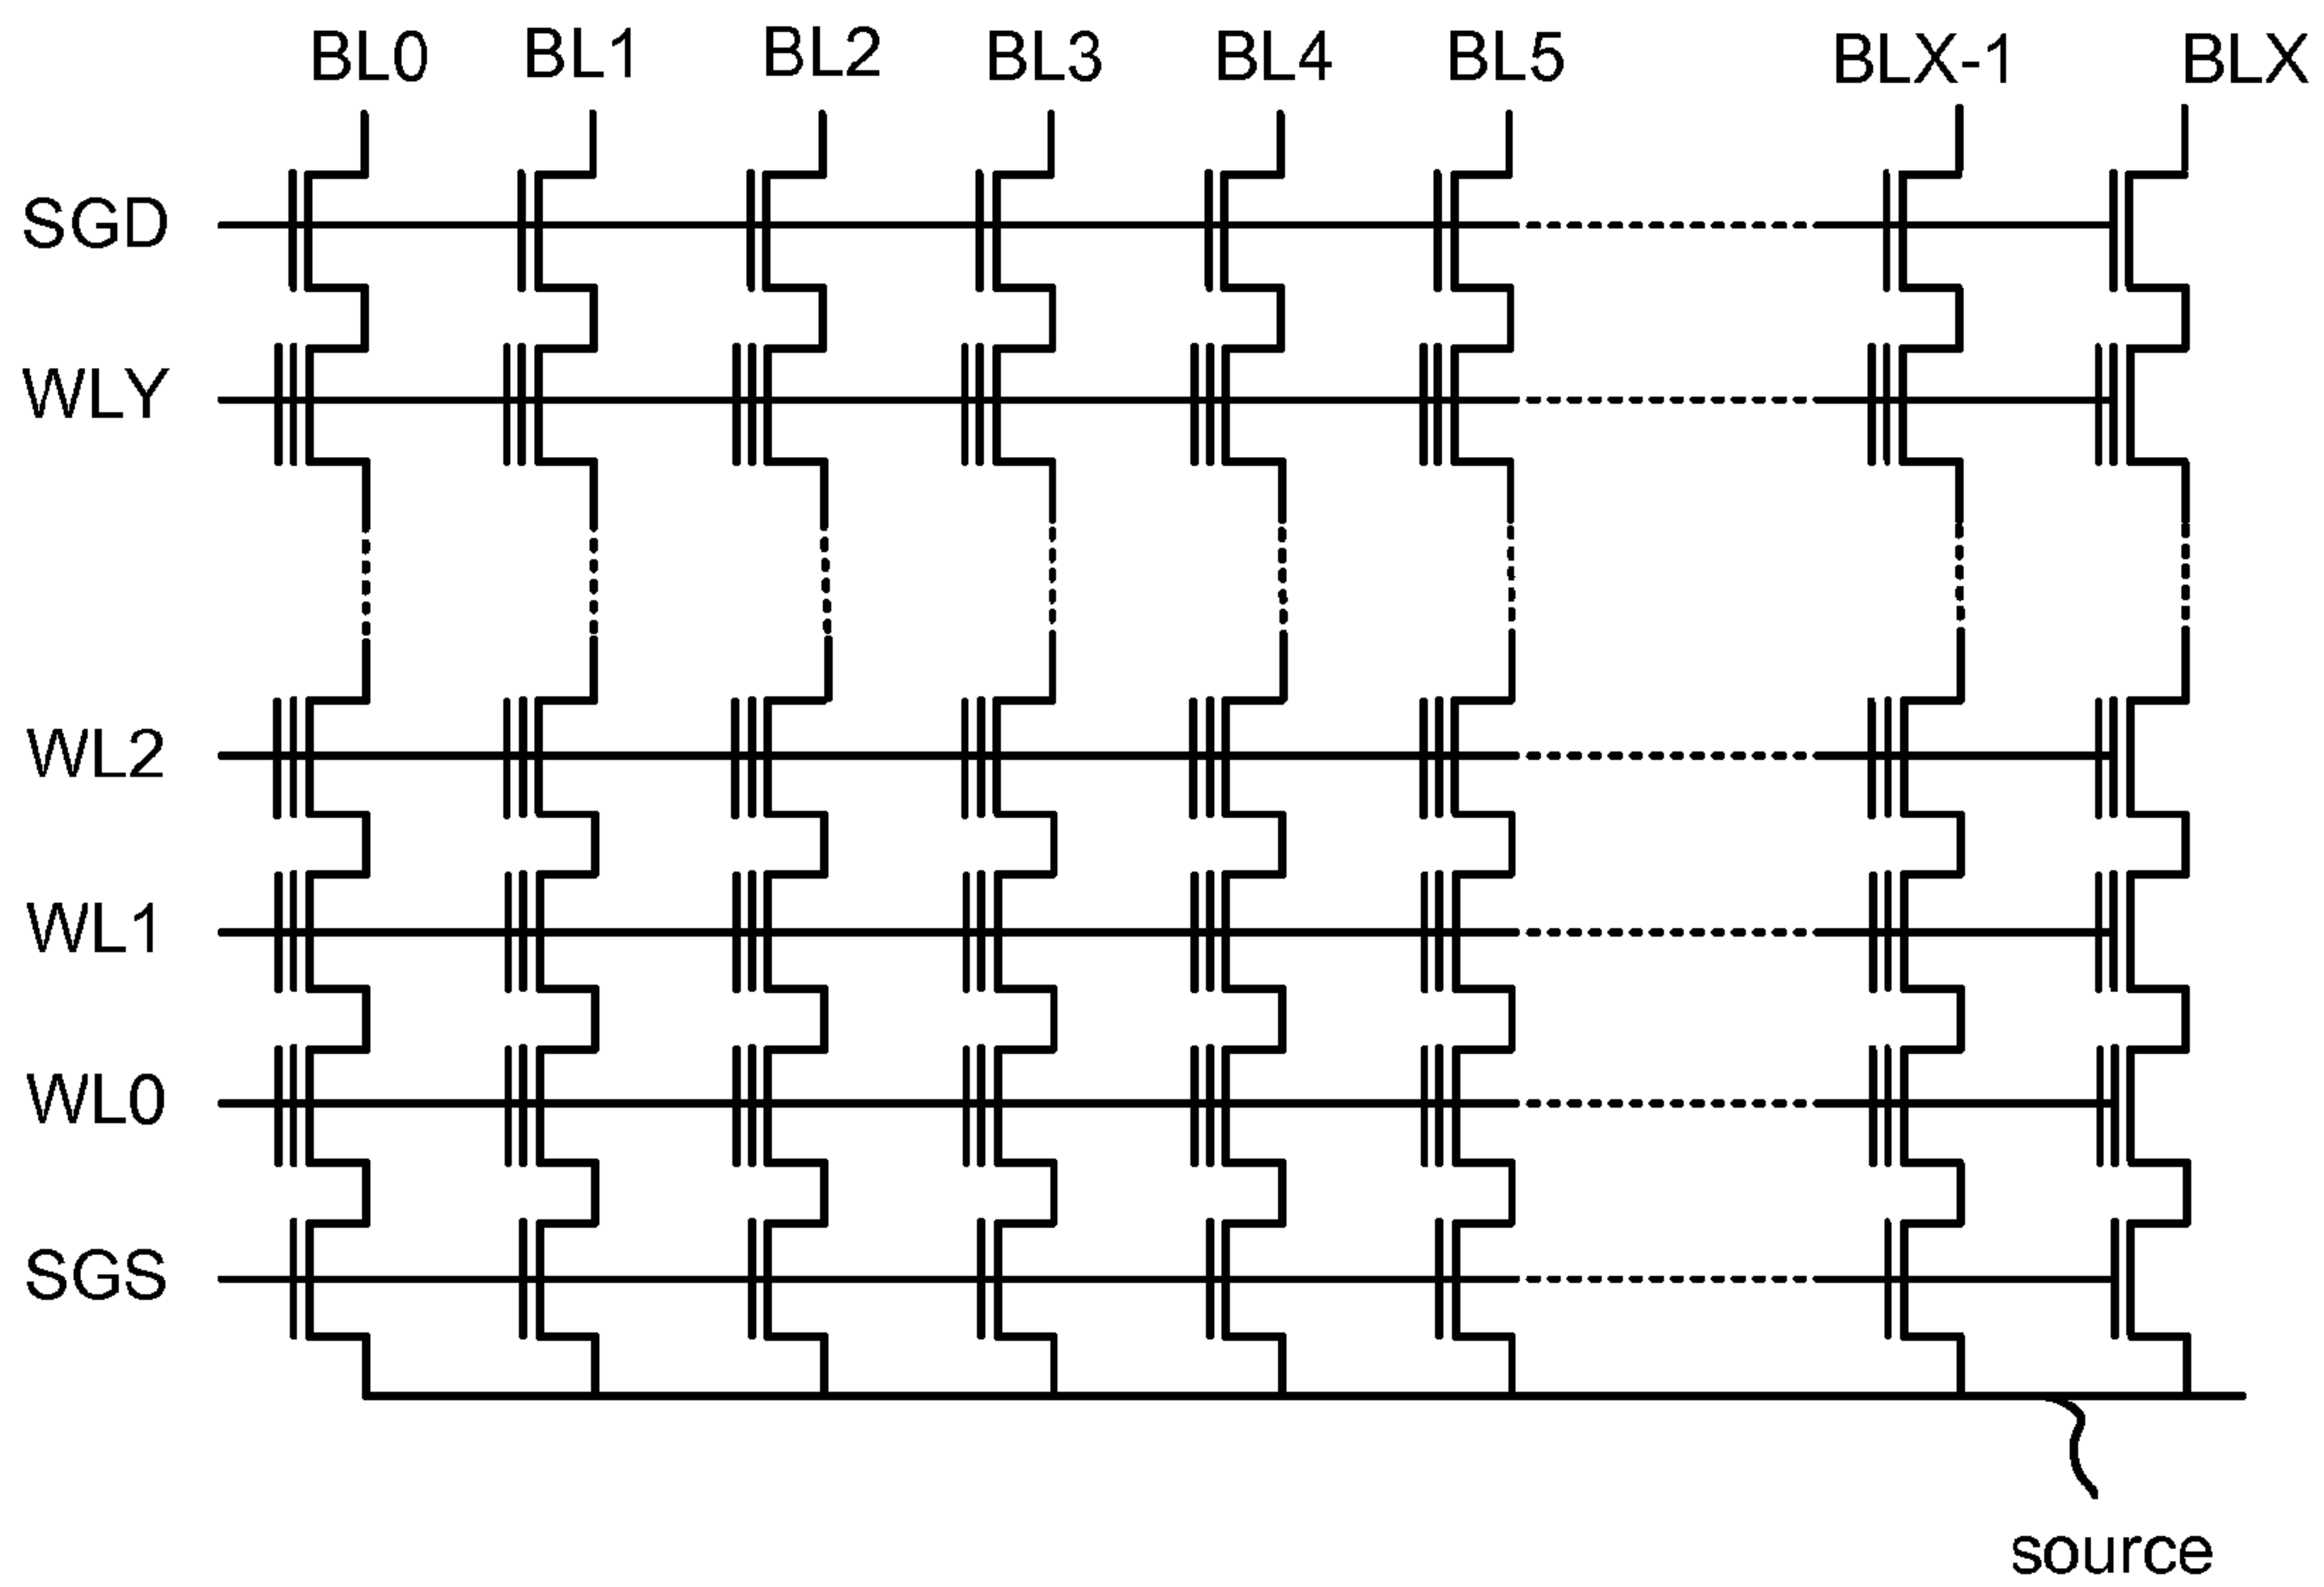 BL0 BL1 BL2 BL3 BL4 BL5 BLX-1 BLX
SGD
WLY
WL2
WL1
WL0
SGS
source